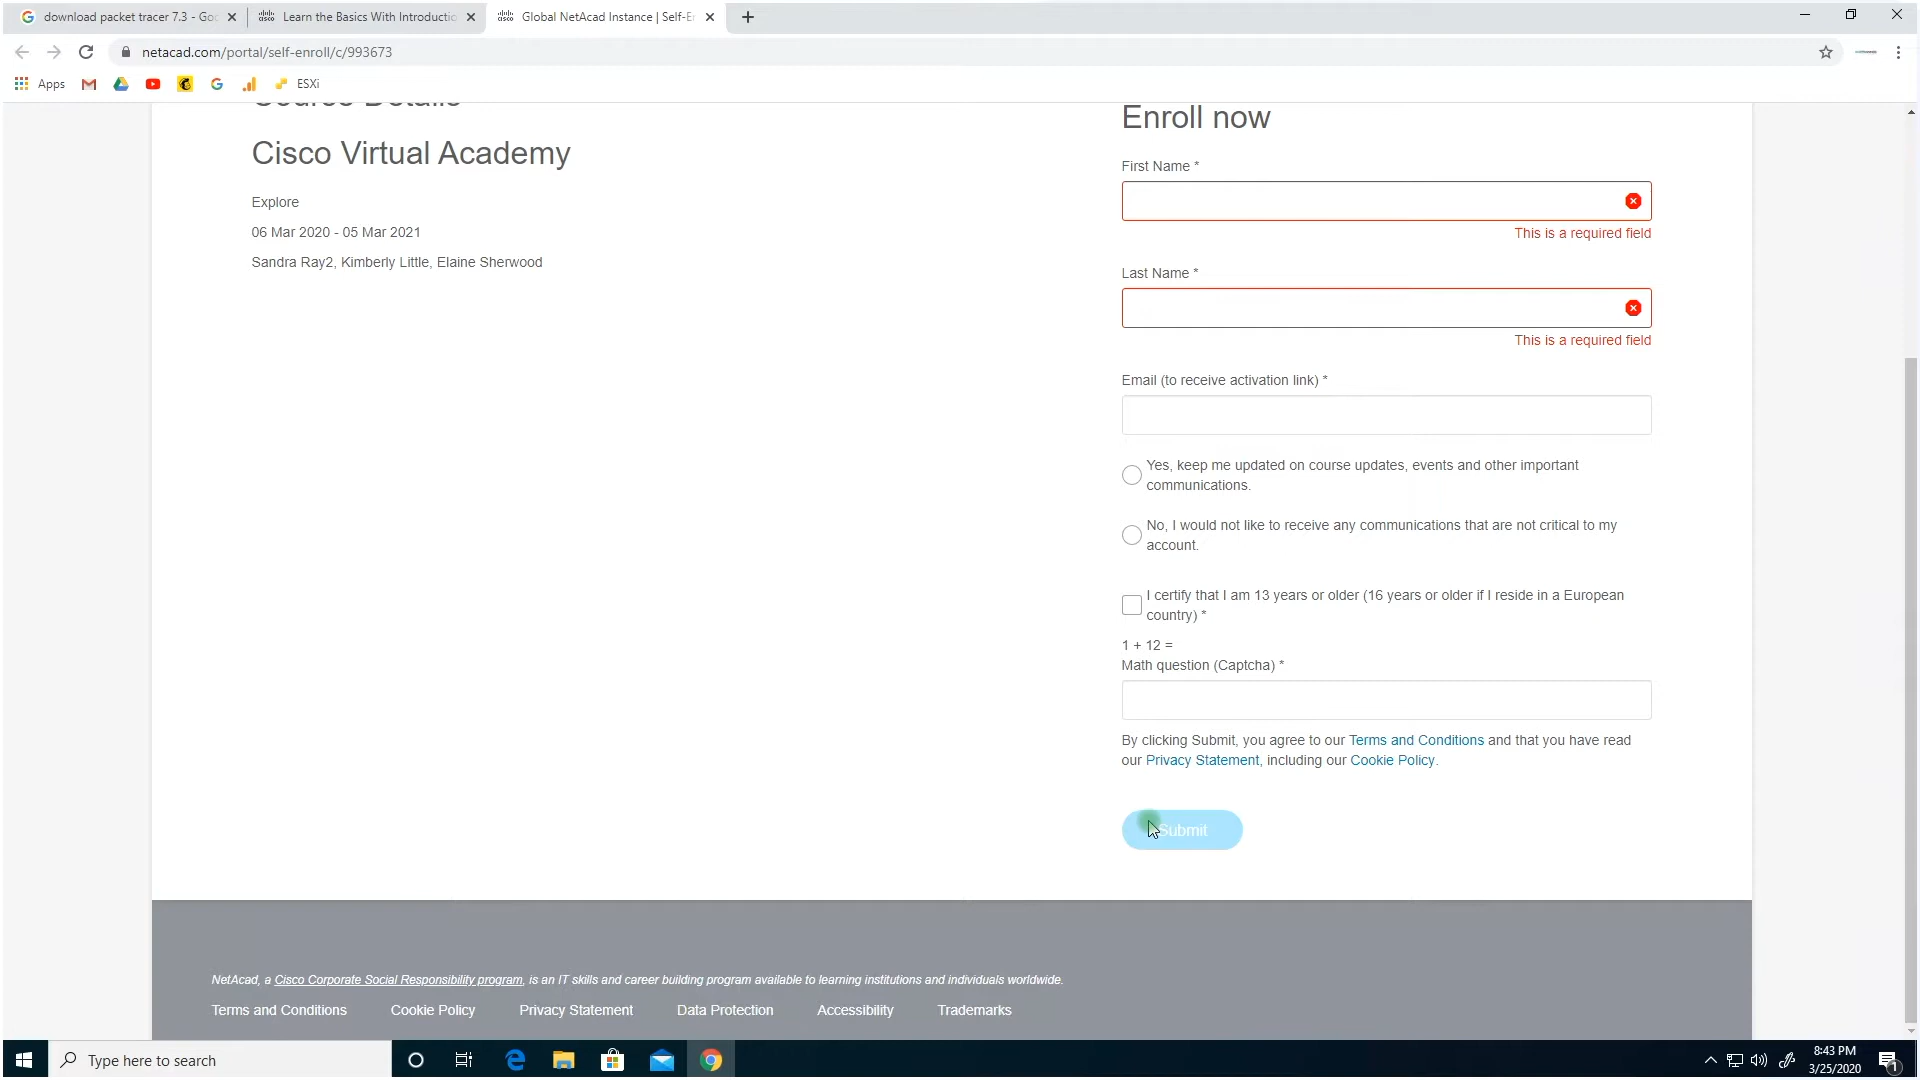 download packet tracer 7.3 - Goo
Learn the Basics With Introductio
Global NetAcad Instance | Self-E
netacad.com/portal/self-enroll/c/993673
Apps
ESXi
Course Details
Cisco Virtual Academy
Explore
06 Mar 2020 - 05 Mar 2021
Sandra Ray2, Kimberly Little, Elaine Sherwood
Enroll now
First Name *
This is a required field
Last Name *
This is a required field
Email (to receive activation link) *
Yes, keep me updated on course updates, events and other important
communications.
No, I would not like to receive any communications that are not critical to my
account.
I certify that I am 13 years or older (16 years or older if I reside in a European
country) *
1 + 12 =
Math question (Captcha) *
By clicking Submit, you agree to our Terms and Conditions and that you have read
our Privacy Statement, including our Cookie Policy.
Submit
NetAcad, a Cisco Corporate Social Responsibility program, is an IT skills and career building program available to learning institutions and individuals worldwide.
Terms and Conditions
Cookie Policy
Privacy Statement
Data Protection
Accessibility
Trademarks
Type here to search
8:43 PM
3/25/2020
1